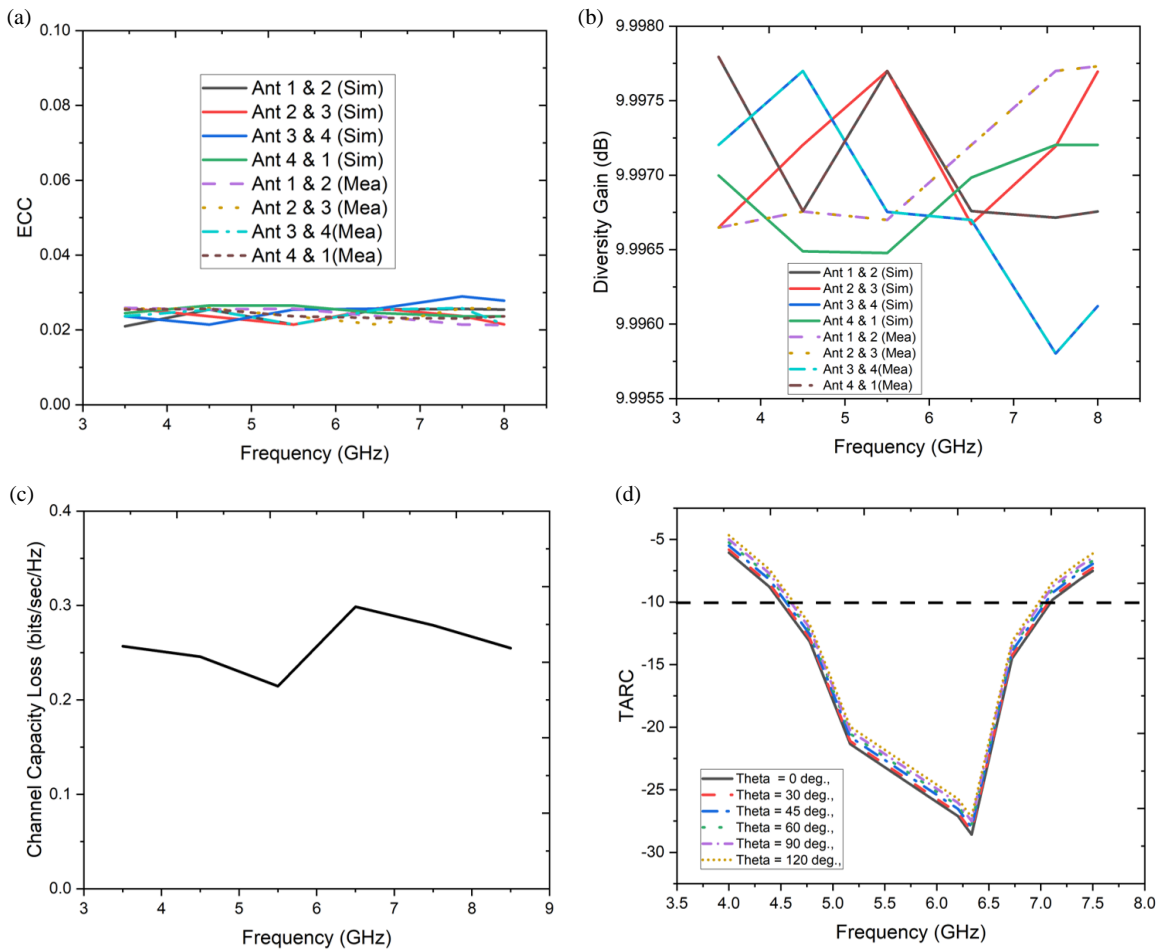 (a)
0.10
0.08
0.06
0.04
0.02
0.00
ECC
Ant 1 & 2 (Sim)
Ant 2 & 3 (Sim)
Ant 3 & 4 (Sim)
Ant 4 & 1 (Sim)
Ant 1 & 2 (Mea)
Ant 2 & 3 (Mea)
Ant 3 & 4(Mea)
Ant 4 & 1(Mea)
3 4 5 6 7 8
Frequency (GHz)
(b)
9.9980
9.9975
9.9970
9.9965
9.9960
9.9955
Diversity Gain (dB)
Ant 1 & 2 (Sim)
Ant 2 & 3 (Sim)
Ant 3 & 4 (Sim)
Ant 4 & 1 (Sim)
Ant 1 & 2 (Mea)
Ant 2 & 3 (Mea)
Ant 3 & 4(Mea)
Ant 4 & 1(Mea)
3 4 5 6 7 8
Frequency (GHz)
(c)
0.4
0.3
0.2
0.1
0.0
Channel Capacity Loss (bits/sec/Hz)
3 4 5 6 7 8 9
Frequency (GHz)
(d)
-5
-10
-15
-20
-25
-30
TARC
Theta = 0 deg.,
Theta = 30 deg.,
Theta = 45 deg.,
Theta = 60 deg.,
Theta = 90 deg.,
Theta = 120 deg.,
3.5 4.0 4.5 5.0 5.5 6.0 6.5 7.0 7.5 8.0
Frequency (GHz)